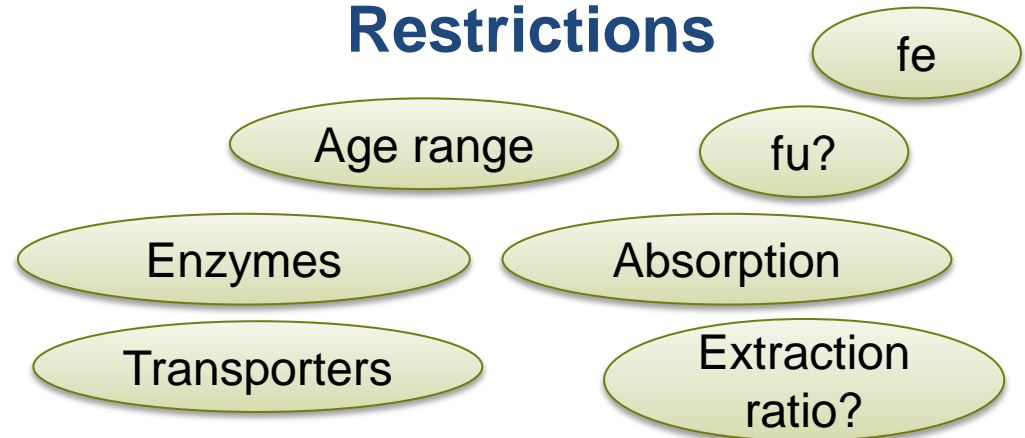 Restrictions
fe
Age range
fu?
Enzymes
Absorption
Transporters
Extraction
ratio?